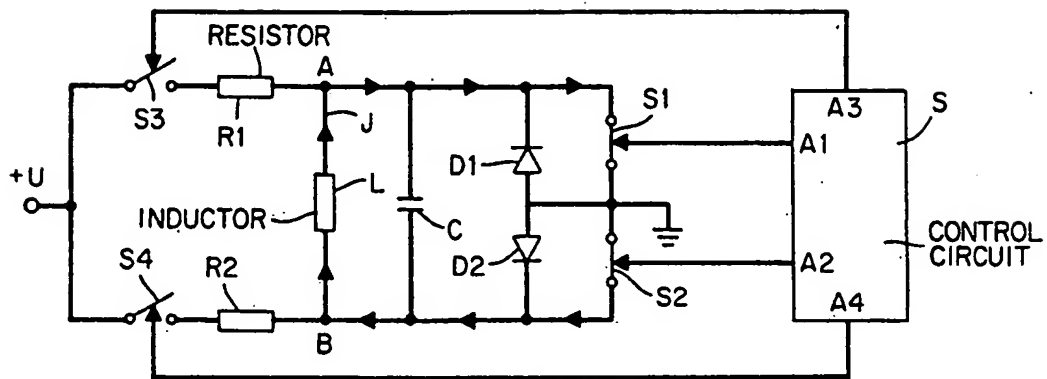 RESISTOR
A
S3
R1
J
S1
A3
S
A1
+U
L
D1
INDUCTOR
C
CONTROL
CIRCUIT
S4
R2
D2
A2
S2
A4
B